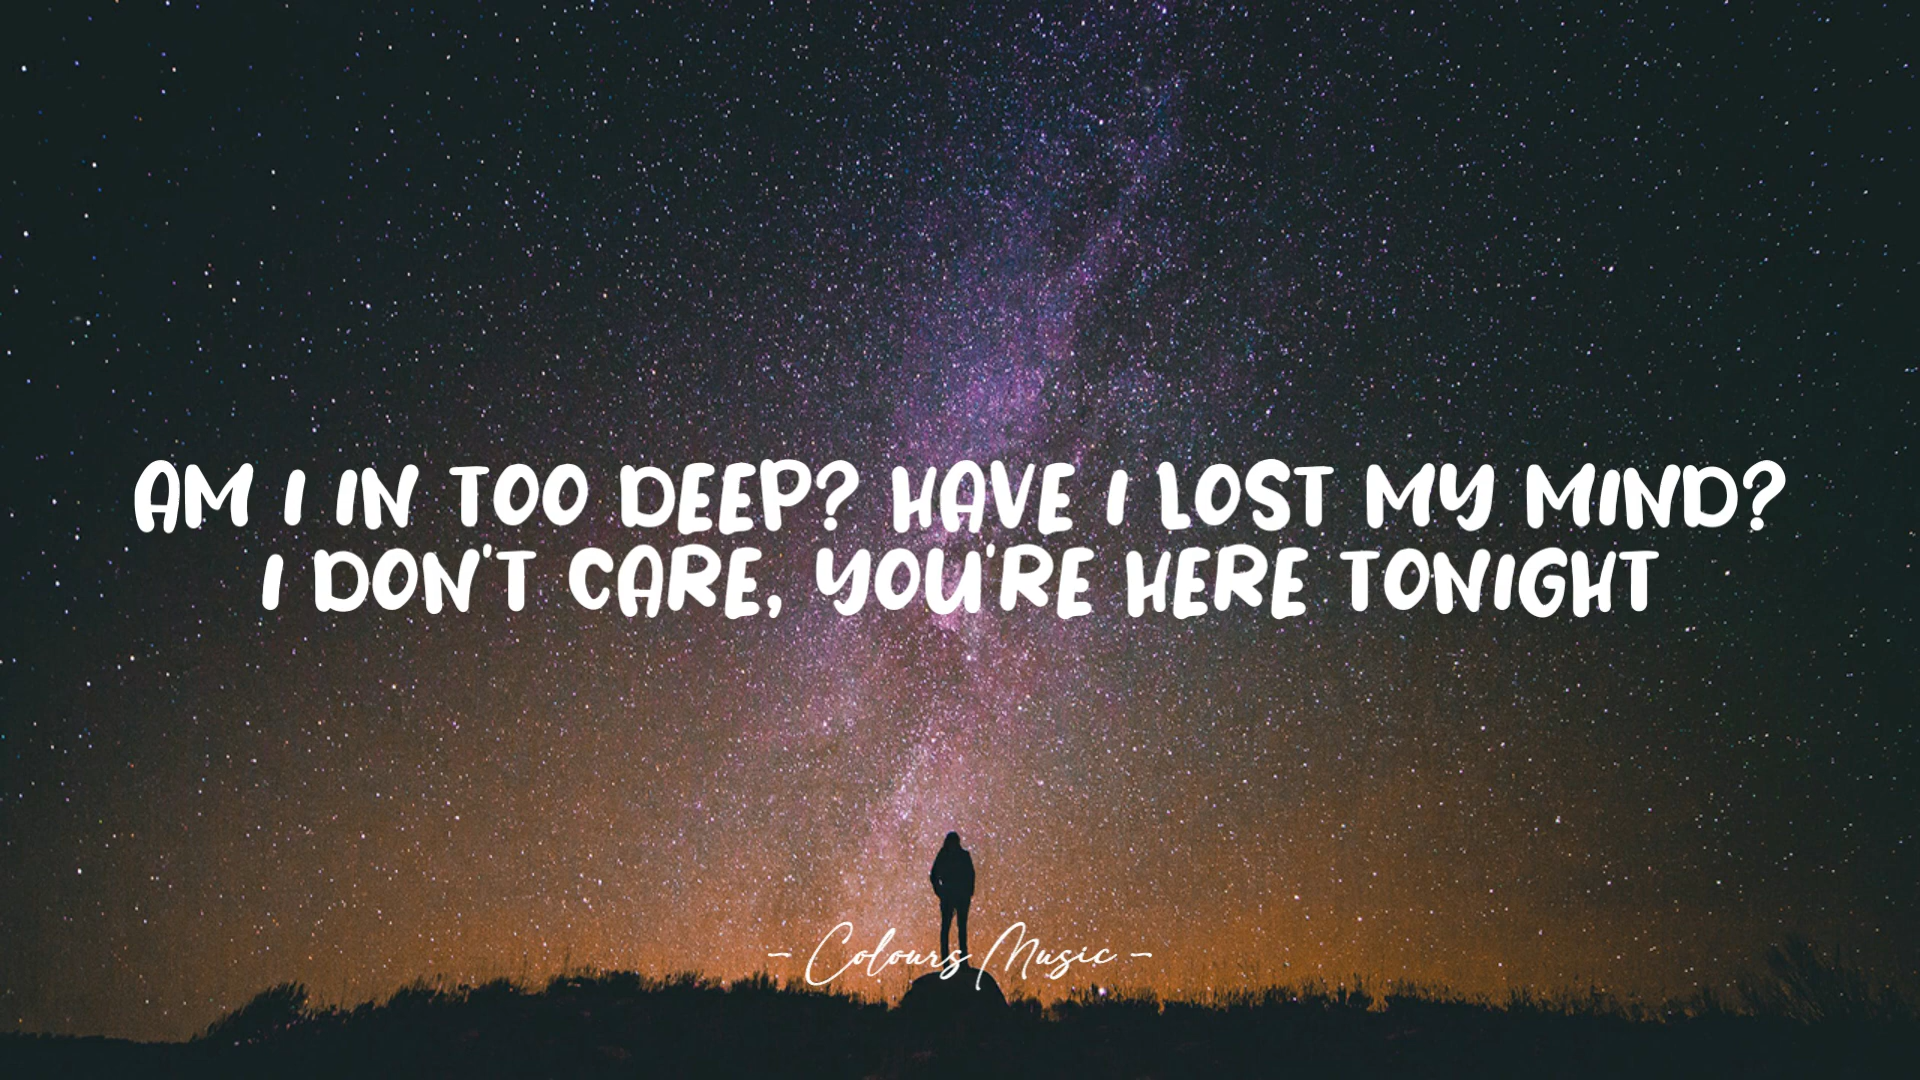 AM I IN TOO DEEP? HAVE I LOST MY MIND?
I DON'T CARE, YOU'RE HERE TONIGHT
- Colours Music -